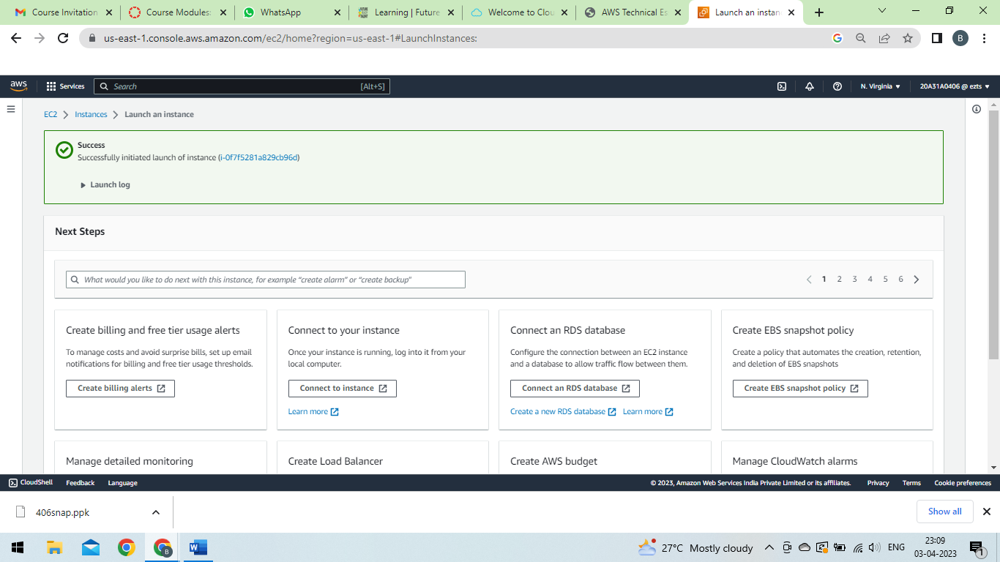 Course Invitation
Course Modules:
WhatsApp
Learning | Future
Welcome to Clou
AWS Technical Es
Launch an instan
us-east-1.console.aws.amazon.com/ec2/home?region=us-east-1#LaunchInstances:
B
aws
Services
Search
[Alt+S]
N. Virginia
20A31A0406 @ ezts
EC2
Instances
Launch an instance
Success
Successfully initiated launch of instance (i-0f7f5281a829cb96d)
Launch log
Next Steps
What would you like to do next with this instance, for example “create alarm” or “create backup”
1 2 3 4 5 6
Create billing and free tier usage alerts
To manage costs and avoid surprise bills, set up email
notifications for billing and free tier usage thresholds.
Create billing alerts
Connect to your instance
Once your instance is running, log into it from your
local computer.
Connect to instance
Learn more
Connect an RDS database
Configure the connection between an EC2 instance
and a database to allow traffic flow between them.
Connect an RDS database
Create a new RDS database Learn more
Create EBS snapshot policy
Create a policy that automates the creation, retention,
and deletion of EBS snapshots
Create EBS snapshot policy
Manage detailed monitoring
Create Load Balancer
Create AWS budget
Manage CloudWatch alarms
CloudShell
Feedback
Language
© 2023, Amazon Web Services India Private Limited or its affiliates.
Privacy
Terms
Cookie preferences
406snap.ppk
Show all
27°C Mostly cloudy
ENG
23:09
03-04-2023
1